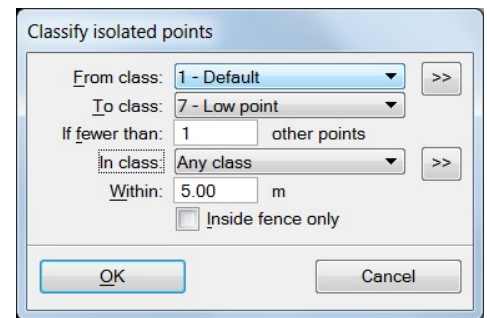 Classify isolated points
From class: 1 - Default >>
To class: 7 - Low point
If fewer than: 1 other points
In class: Any class >>
Within: 5.00 m
Inside fence only
OK Cancel